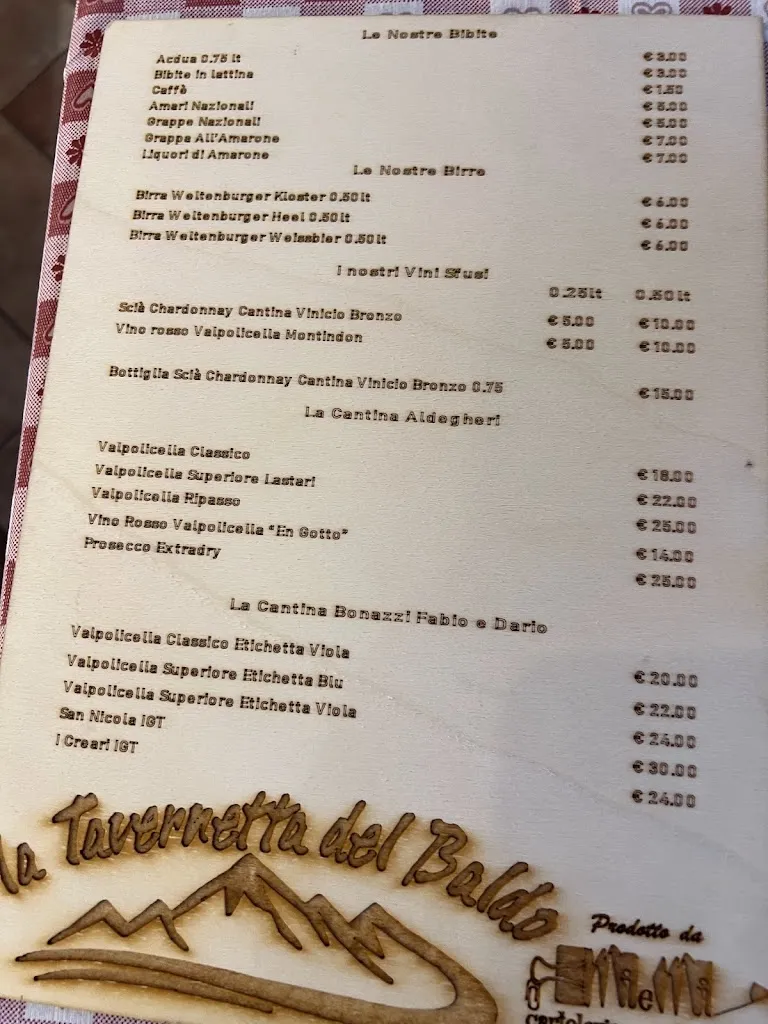 Le Nostre Bibite
Acqua 0.75 lt € 3.00
Bibite in lattina € 3.00
Caffè € 1.50
Amari Nazionali € 5.00
Grappe Nazionali € 5.00
Grappa All'Amarone € 7.00
Liquori di Amarone € 7.00
Le Nostre Birre
Birra Weltenburger Kloster 0.50 lt € 6.00
Birra Weltenburger Heel 0.50 lt € 6.00
Birra Weltenburger Weissbier 0.50 lt € 6.00
I nostri Vini Sfusi
0.25lt 0.50 lt
Scià Chardonnay Cantina Vinicio Bronzo € 5.00 € 10.00
Vino rosso Valpolicella Montindon € 5.00 € 10.00
Bottiglia Scià Chardonnay Cantina Vinicio Bronzo 0.75 € 15.00
La Cantina Aldegheri
Valpolicella Classico € 18.00
Valpolicella Superiore Lastari € 22.00
Valpolicella Ripasso € 25.00
Vino Rosso Valpolicella "En Gotto" € 14.00
Prosecco Extradry € 25.00
La Cantina Bonazzi Fabio e Dario
Valpolicella Classico Etichetta Viola € 20.00
Valpolicella Superiore Etichetta Blu € 22.00
Valpolicella Superiore Etichetta Viola € 24.00
San Nicola IGT € 30.00
I Creari IGT € 24.00
la Tavernetta del Baldo
Prodotto da